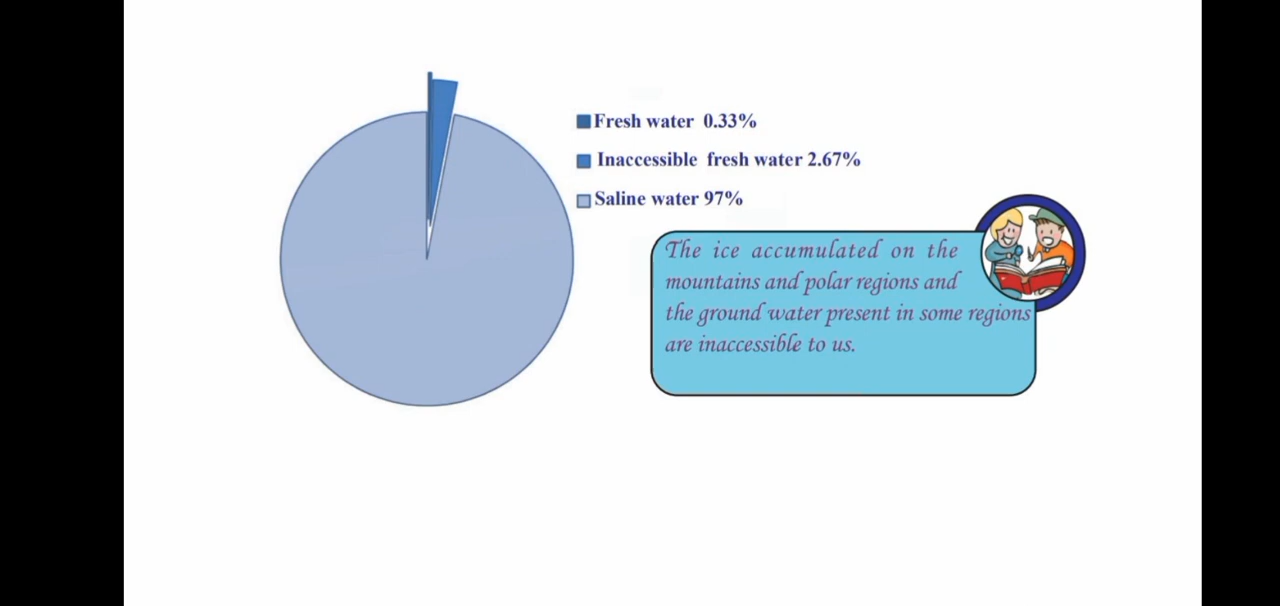 Fresh water 0.33%
Inaccessible fresh water 2.67%
Saline water 97%
The ice accumulated on the
mountains and polar regions and
the ground water present in some regions
are inaccessible to us.